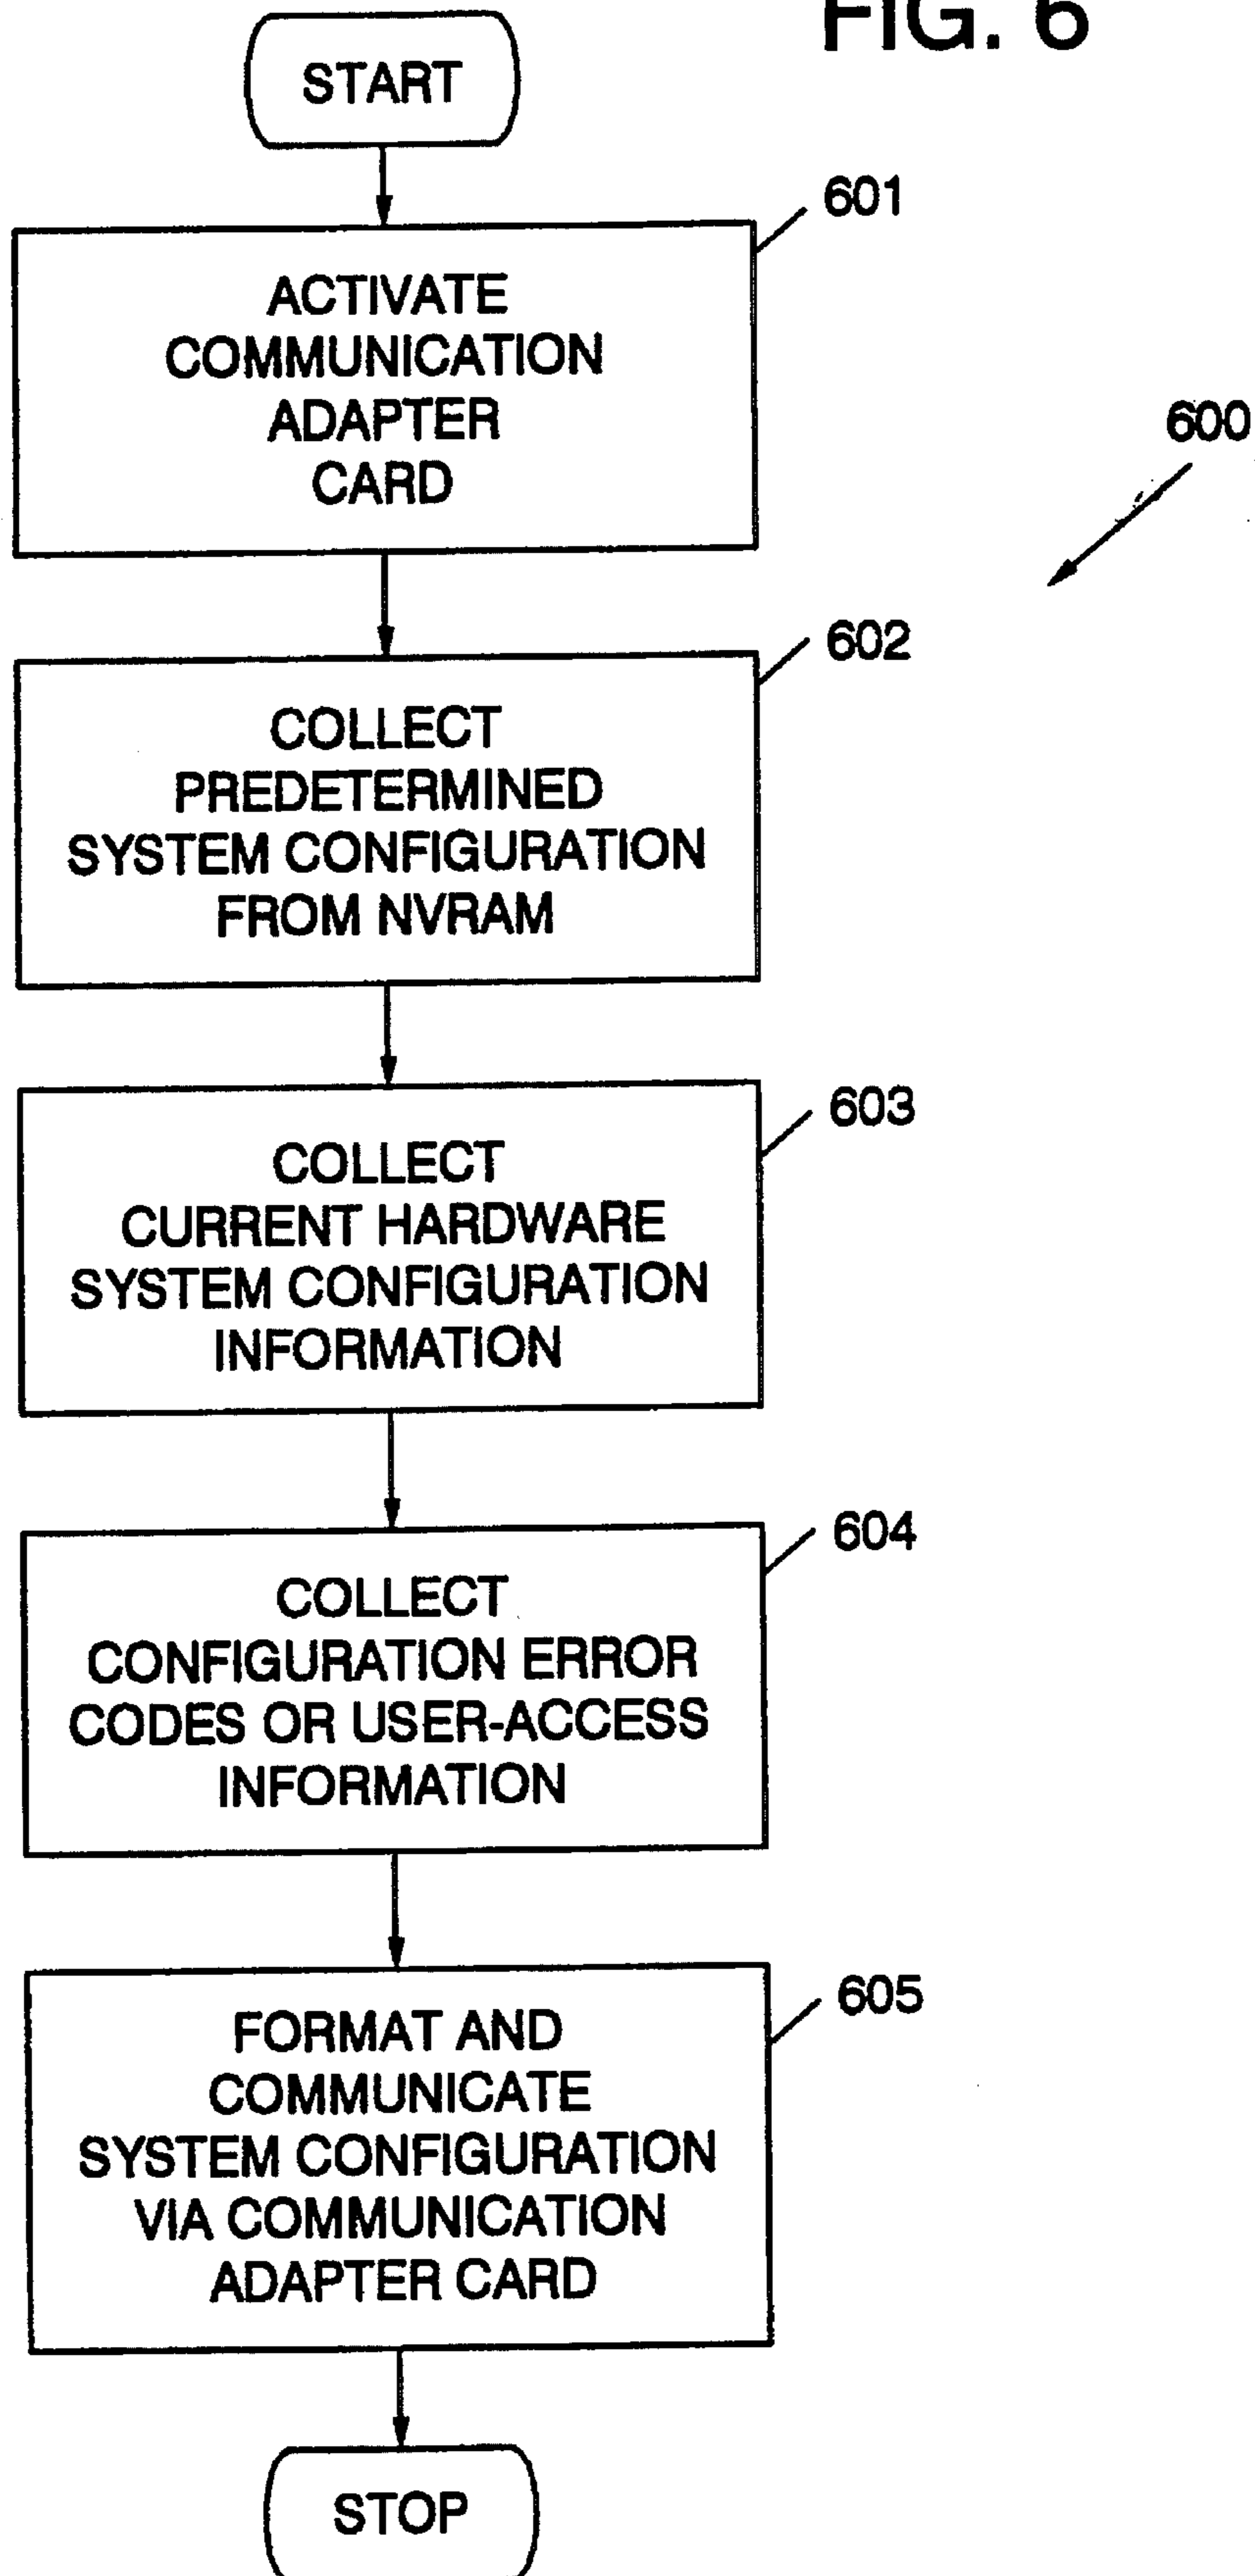 FIG. 6
START
601
ACTIVATE
COMMUNICATION
ADAPTER
CARD
600
602
COLLECT
PREDETERMINED
SYSTEM CONFIGURATION
FROM NVRAM
603
COLLECT
CURRENT HARDWARE
SYSTEM CONFIGURATION
INFORMATION
604
COLLECT
CONFIGURATION ERROR
CODES OR USER-ACCESS
INFORMATION
605
FORMAT AND
COMMUNICATE
SYSTEM CONFIGURATION
VIA COMMUNICATION
ADAPTER CARD
STOP